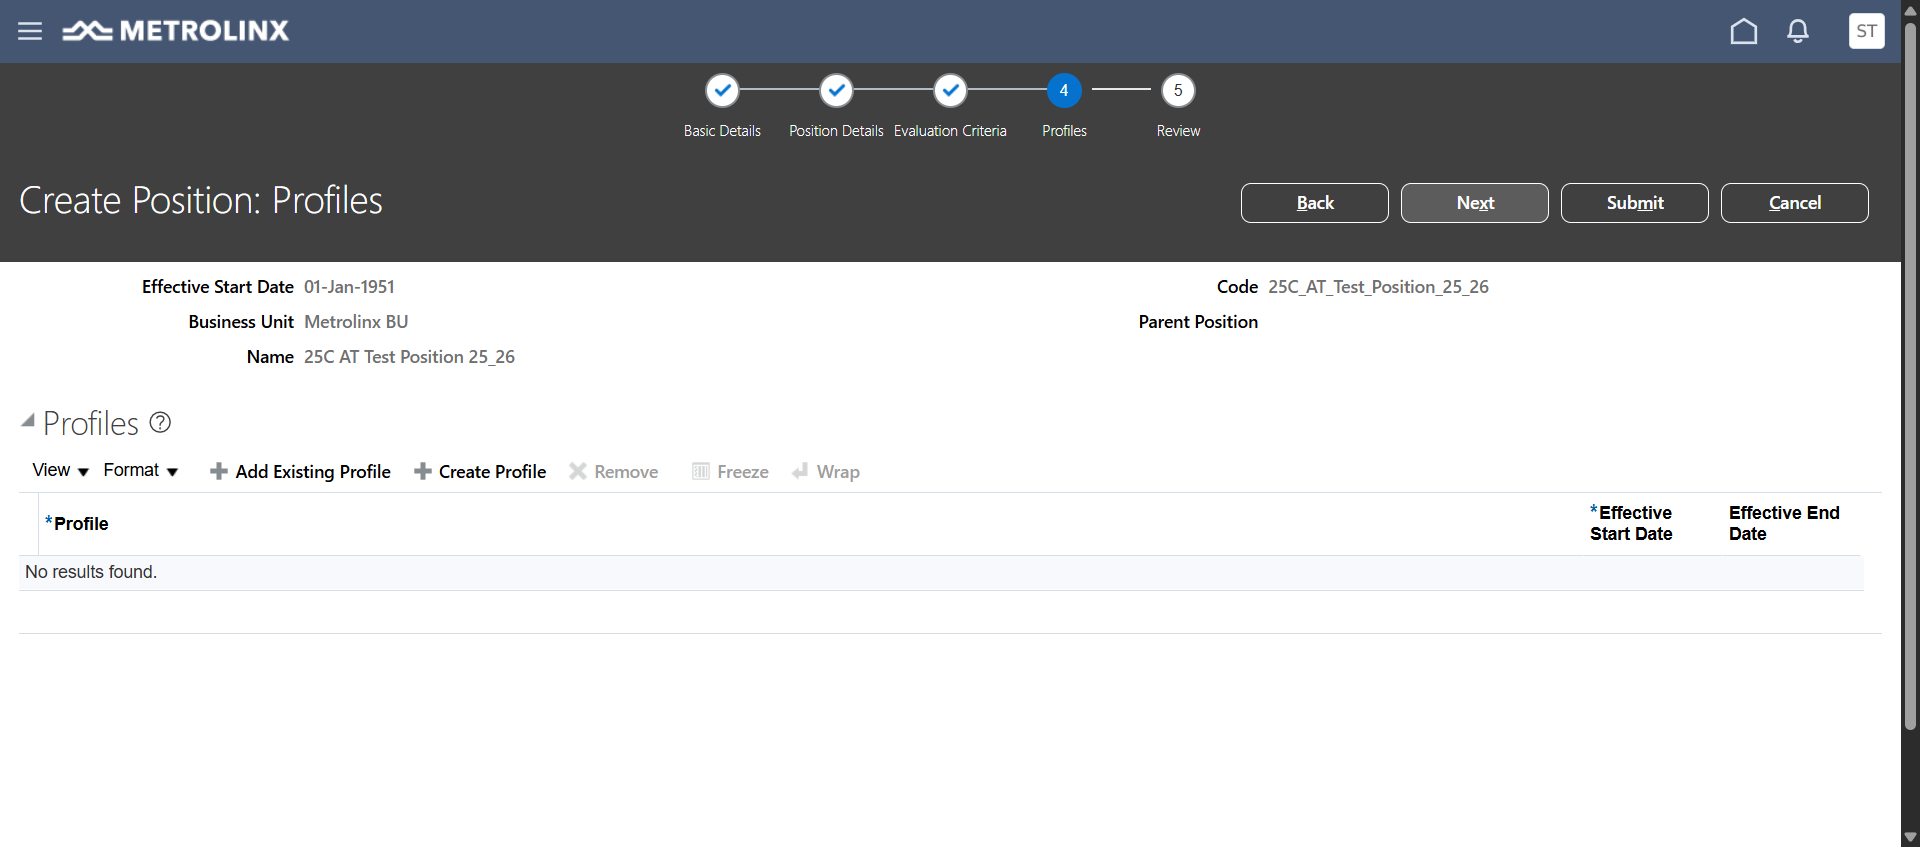 METROLINX
ST
4
5
Basic Details
Position Details
Evaluation Criteria
Profiles
Review
Create Position: Profiles
Back
Next
Submit
Cancel
Effective Start Date 01-Jan-1951
Code 25C_AT_Test_Position_25_26
Business Unit Metrolinx BU
Parent Position
Name 25C AT Test Position 25_26
Profiles ?
View Format Add Existing Profile Create Profile Remove Freeze Wrap
*Profile
*Effective
Start Date
Effective End
Date
No results found.